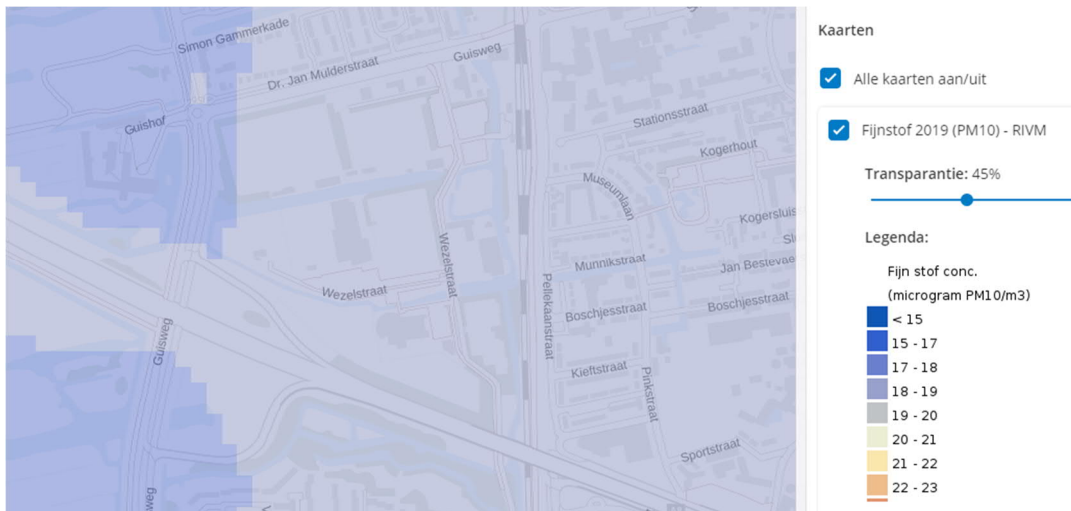 Simon Gammerkade
Guisweg
Dr. Jan Mulderstraat
Guishof
Stationsstraat
Kogerhout
Museumlaan
Kogersluis
Wezelstraat
Munnikstraat
Jan Bestevae
Wezelstraat
Pellekaanstraat
Boschjesstraat
Boschjesstraat
Guisweg
Kieftstraat
Pinkstraat
Sportstraat
weg
Kaarten
Alle kaarten aan/uit
Fijnstof 2019 (PM10) - RIVM
Transparantie: 45%
Legenda:
Fijn stof conc.
(microgram PM10/m3)
< 15
15 - 17
17 - 18
18 - 19
19 - 20
20 - 21
21 - 22
22 - 23